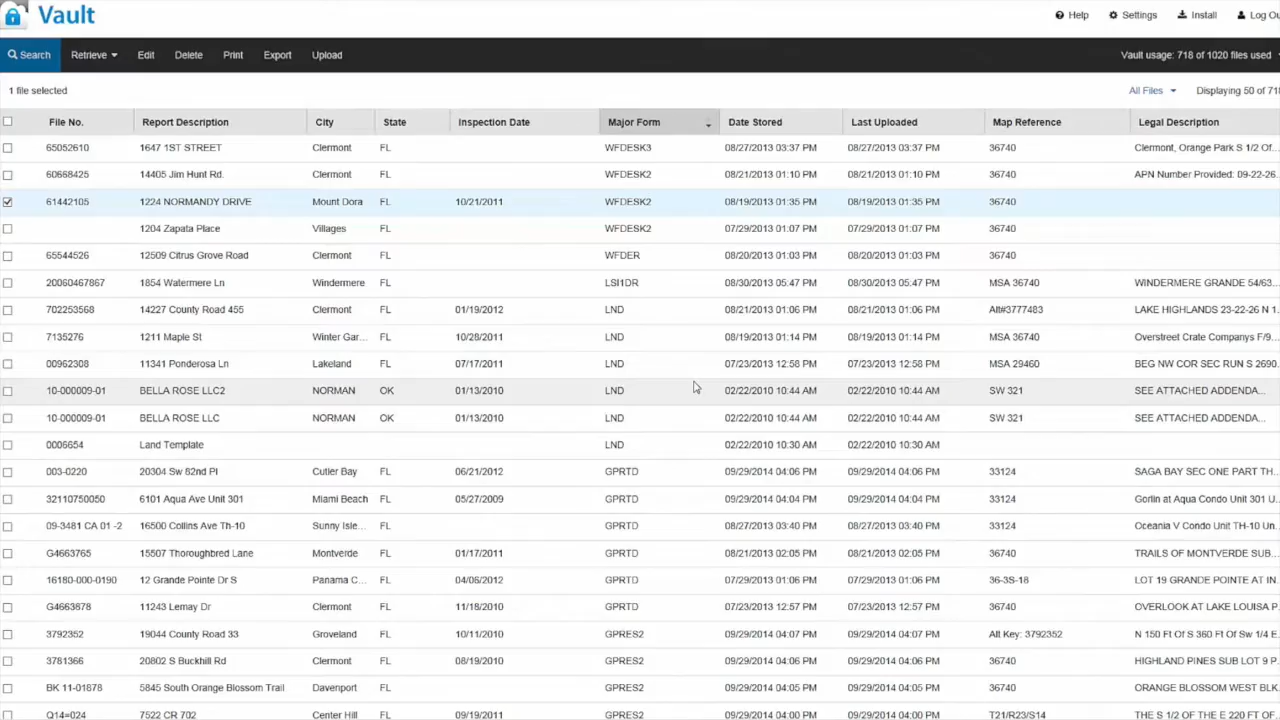 Vault
Help Settings Install Log Ou
Search Retrieve Edit Delete Print Export Upload Vault usage: 718 of 1020 files used
1 file selected All Files Displaying 50 of 718
File No. Report Description City State Inspection Date Major Form Date Stored Last Uploaded Map Reference Legal Description
65052610 1647 1ST STREET Clermont FL WFDESK3 08/27/2013 03:37 PM 08/27/2013 03:37 PM 36740 Clermont, Orange Park S 1/2 Of...
60668425 14405 Jim Hunt Rd. Clermont FL WFDESK2 08/21/2013 01:10 PM 08/21/2013 01:10 PM 36740 APN Number Provided: 09-22-26...
61442105 1224 NORMANDY DRIVE Mount Dora FL 10/21/2011 WFDESK2 08/19/2013 01:35 PM 08/19/2013 01:35 PM 36740
1204 Zapata Place Villages FL WFDESK2 07/29/2013 01:07 PM 07/29/2013 01:07 PM
65544526 12509 Citrus Grove Road Clermont FL WFDER 08/20/2013 01:03 PM 08/20/2013 01:03 PM 36740
20060467867 1854 Watermere Ln Windermere FL LSI1DR 08/30/2013 05:47 PM 08/30/2013 05:47 PM MSA 36740 WINDERMERE GRANDE 54/63...
702253568 14227 County Road 455 Clermont FL 01/19/2012 LND 08/21/2013 01:06 PM 08/21/2013 01:06 PM Alt#3777483 LAKE HIGHLANDS 23-22-26 N 1
7135276 1211 Maple St Winter Gar... FL 10/28/2011 LND 08/19/2013 01:14 PM 08/19/2013 01:14 PM MSA 36740 Overstreet Crate Companys F/9...
00962308 11341 Ponderosa Ln Lakeland FL 07/17/2011 LND 07/23/2013 12:58 PM 07/23/2013 12:58 PM MSA 29460 BEG NW COR SEC RUN S 2690...
10-000009-01 BELLA ROSE LLC2 NORMAN OK 01/13/2010 LND 02/22/2010 10:44 AM 02/22/2010 10:44 AM SW 321 SEE ATTACHED ADDENDA...
10-000009-01 BELLA ROSE LLC NORMAN OK 01/13/2010 LND 02/22/2010 10:44 AM 02/22/2010 10:44 AM SW 321 SEE ATTACHED ADDENDA...
0006654 Land Template LND 02/22/2010 10:30 AM 02/22/2010 10:30 AM
003-0220 20304 Sw 82nd Pl Cutler Bay FL 06/21/2012 GPRTD 09/29/2014 04:06 PM 09/29/2014 04:06 PM 33124 SAGA BAY SEC ONE PART TH...
32110750050 6101 Aqua Ave Unit 301 Miami Beach FL 05/27/2009 GPRTD 09/29/2014 04:04 PM 09/29/2014 04:04 PM 33124 Gorlin at Aqua Condo Unit 301 U...
09-3481 CA 01 -2 16500 Collins Ave Th-10 Sunny Isle... FL GPRTD 08/27/2013 03:40 PM 08/27/2013 03:40 PM 33124 Oceania V Condo Unit TH-10 Un...
G4663765 15507 Thoroughbred Lane Montverde FL 01/17/2011 GPRTD 08/21/2013 02:05 PM 08/21/2013 02:05 PM 36740 TRAILS OF MONTVERDE SUB...
16180-000-0190 12 Grande Pointe Dr S Panama C... FL 04/06/2012 GPRTD 07/29/2013 01:06 PM 07/29/2013 01:06 PM 36-3S-18 LOT 19 GRANDE POINTE AT IN...
G4663878 11243 Lemay Dr Clermont FL 11/18/2010 GPRTD 07/23/2013 12:57 PM 07/23/2013 12:57 PM 36740 OVERLOOK AT LAKE LOUISA P...
3792352 19044 County Road 33 Groveland FL 10/11/2010 GPRES2 09/29/2014 04:07 PM 09/29/2014 04:07 PM Alt Key: 3792352 N 150 Ft Of S 360 Ft Of Sw 1/4 E...
3781366 20802 S Buckhill Rd Clermont FL 08/19/2010 GPRES2 09/29/2014 04:06 PM 09/29/2014 04:06 PM 36740 HIGHLAND PINES SUB LOT 9 P...
BK 11-01878 5845 South Orange Blossom Trail Davenport FL GPRES2 09/29/2014 04:06 PM 09/29/2014 04:06 PM 36740 ORANGE BLOSSOM WEST BLK...
Q14=024 7522 CR 702 Center Hill FL 09/19/2011 GPRES2 09/29/2014 04:06 PM 09/29/2014 04:06 PM T21/R23/S14 THE S 1/2 OF THE E 220 FT OF...